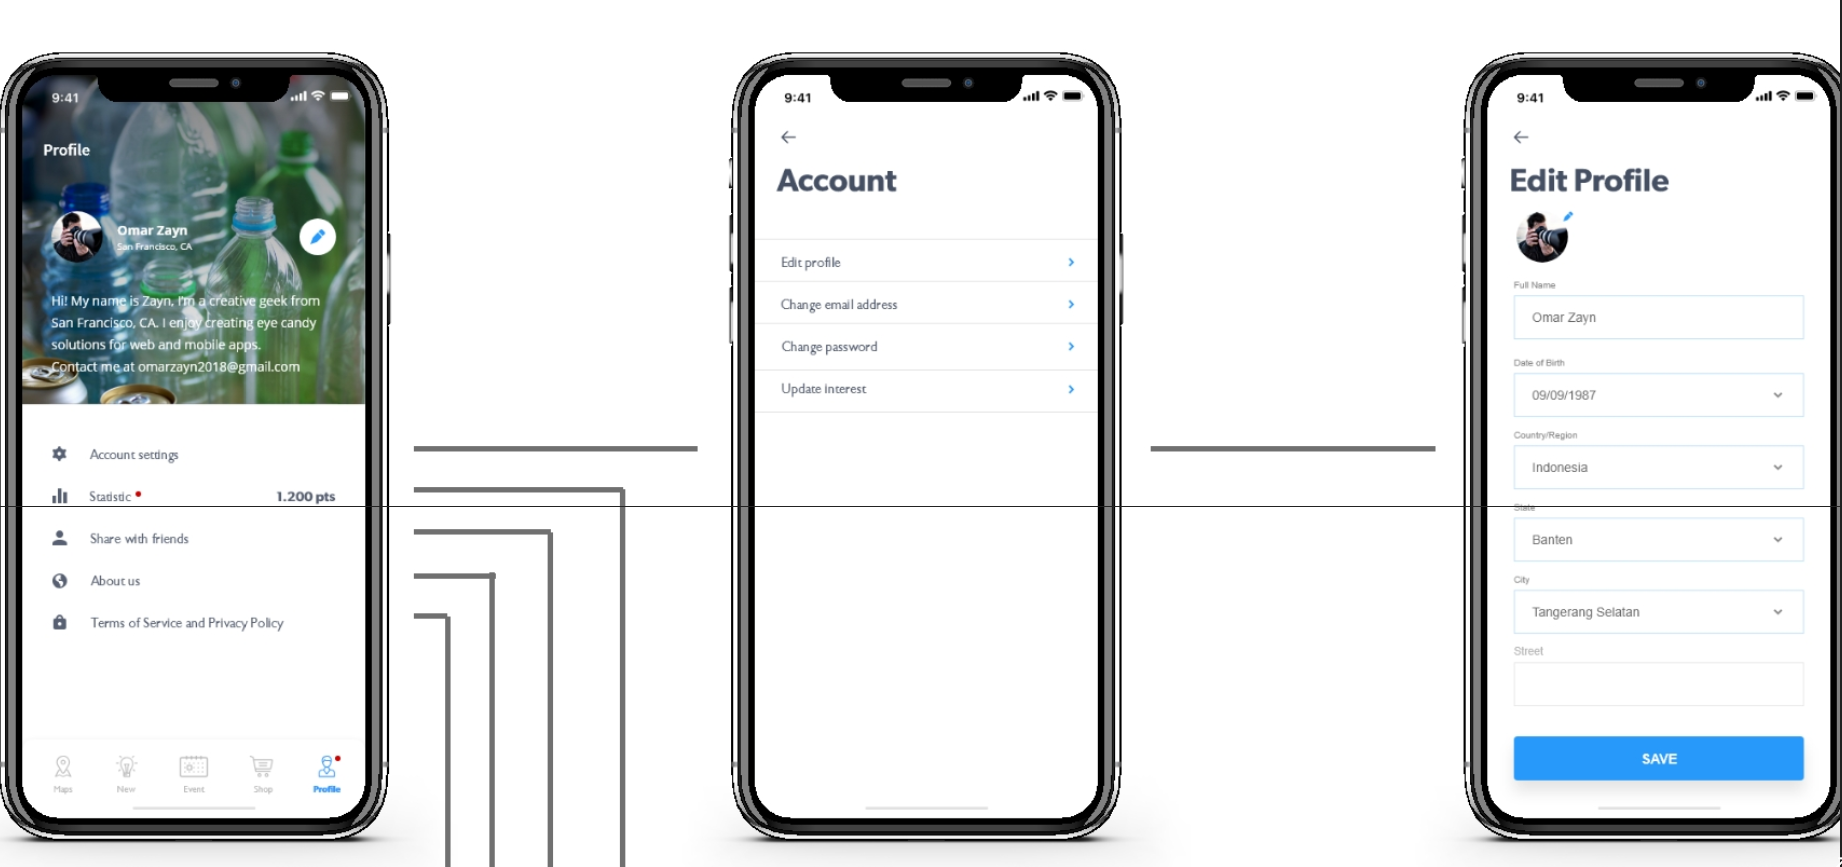 9:41
Profile
Omar Zayn
San Francisco, CA
Hi! My name is Zayn, I'm a creative geek from
San Francisco, CA. I enjoy creating eye candy
solutions for web and mobile apps.
Contact me at omarzayn2018@gmail.com
Account settings
Statistic 1.200 pts
Share with friends
About us
Terms of Service and Privacy Policy
Maps New Event Shop Profile
9:41
Account
Edit profile
Change email address
Change password
Update interest
9:41
Edit Profile
Full Name
Omar Zayn
Date of Birth
09/09/1987
Country/Region
Indonesia
State
Banten
City
Tangerang Selatan
Street
SAVE